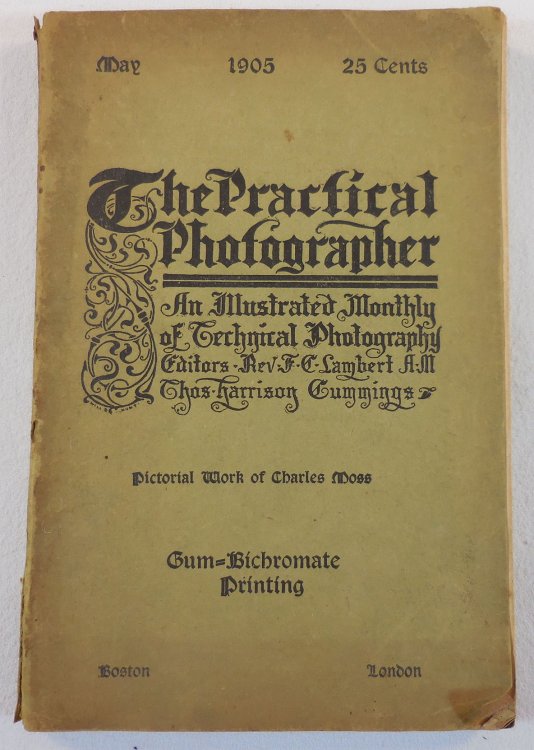 May 1905 25 Cents
The Practical
Photographer
An Illustrated Monthly
of Technical Photography
Editors · Rev. F · C · Lambert A.M
Thos · Harrison Cummings
Pictorial Work of Charles Moss
Gum=Bichromate
Printing
Boston London